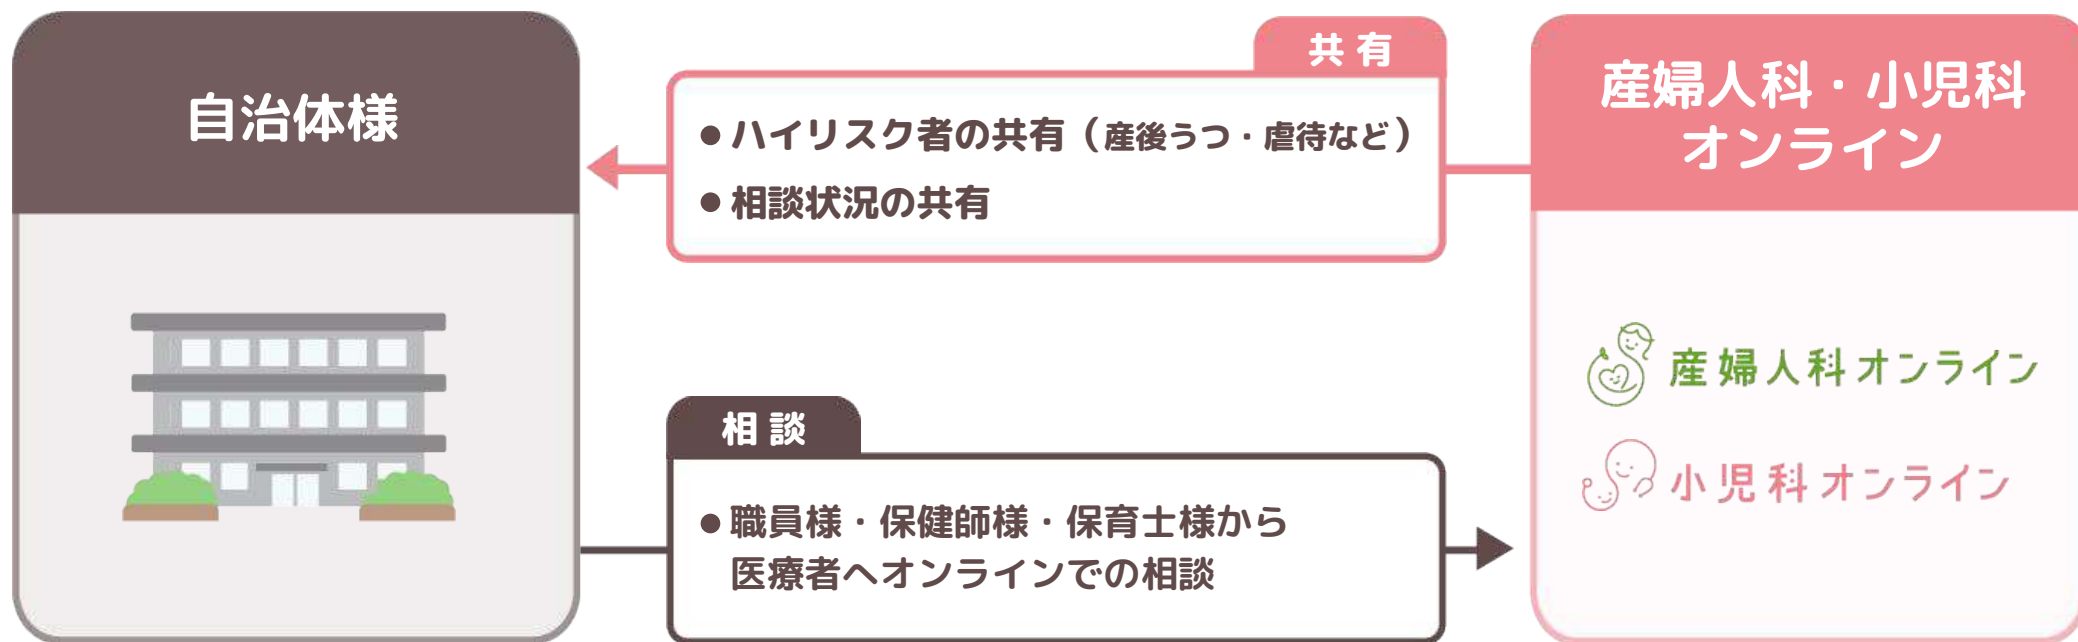 自治体様
共有
● ハイリスク者の共有（産後うつ・虐待など）
● 相談状況の共有
相談
● 職員様・保健師様・保育士様から
医療者へオンラインでの相談
産婦人科・小児科
オンライン
産婦人科オンライン
小児科オンライン